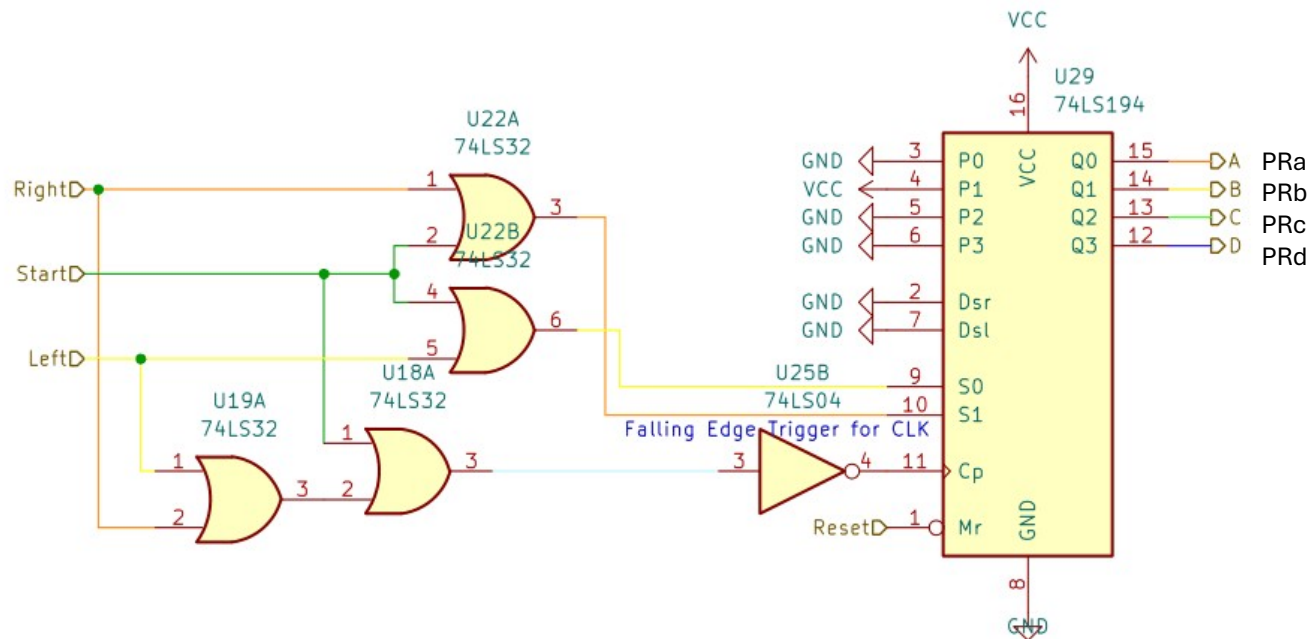 VCC
U29
74LS194
16
U22A
74LS32
Right
1
3
2
U22B
74LS32
Start
4
6
5
Left
U18A
74LS32
U19A
74LS32
1
3
2
1
3
2
U25B
74LS04
Falling Edge Trigger for CLK
3
4
GND 3 P0 VCC Q0 15 A PRa
VCC 4 P1 Q1 14 B PRb
GND 5 P2 Q2 13 C PRc
GND 6 P3 Q3 12 D PRd
GND 2 Dsr
GND 7 Dsl
9 S0
10 S1
11 Cp
Reset 1 Mr GND
8
GND